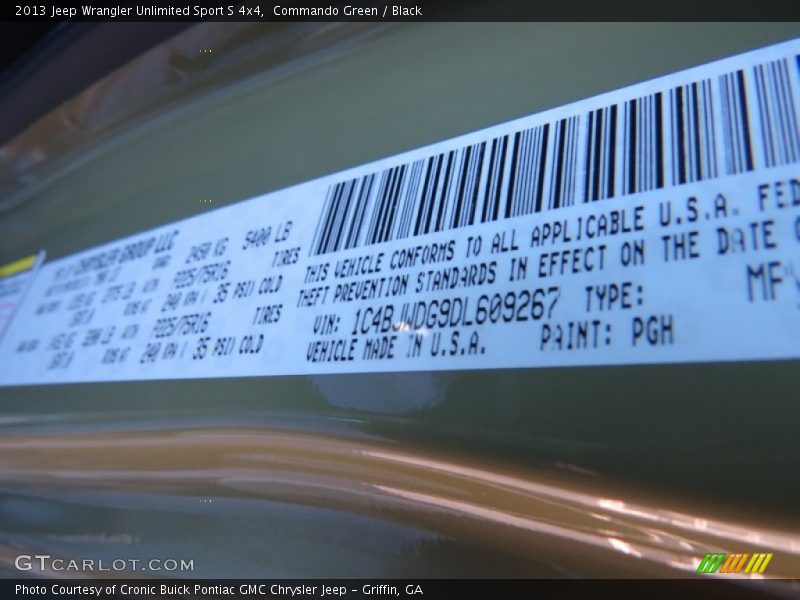 2013 Jeep Wrangler Unlimited Sport S 4x4, Commando Green / Black
CHRYSLER GROUP LLC
2450 KG 5400 LB
P225/75R16 TIRES
240 KPA ( 35 PSI) COLD
P225/75R16 TIRES
240 KPA ( 35 PSI) COLD
THIS VEHICLE CONFORMS TO ALL APPLICABLE U.S.A. FED
THEFT PREVENTION STANDARDS IN EFFECT ON THE DATE
VIN: 1C4BJWDG9DL609267 TYPE: MP
VEHICLE MADE IN U.S.A. PAINT: PGH
GTCARLOT.COM
Photo Courtesy of Cronic Buick Pontiac GMC Chrysler Jeep - Griffin, GA